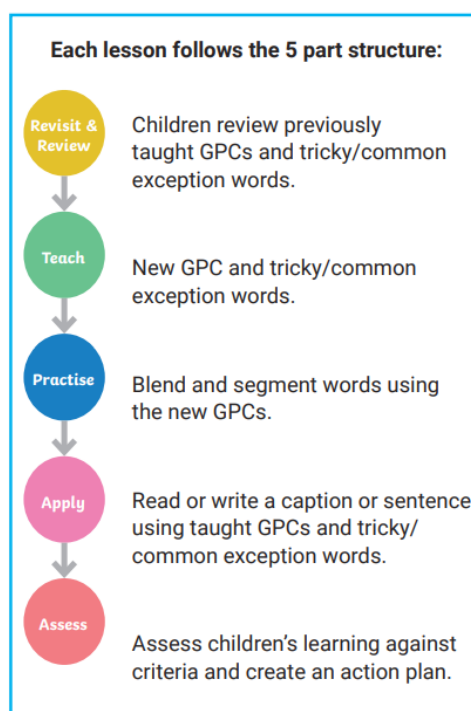 Each lesson follows the 5 part structure:
Revisit &
Review
Children review previously
taught GPCs and tricky/common
exception words.
Teach
New GPC and tricky/common
exception words.
Practise
Blend and segment words using
the new GPCs.
Apply
Read or write a caption or sentence
using taught GPCs and tricky/
common exception words.
Assess
Assess children's learning against
criteria and create an action plan.